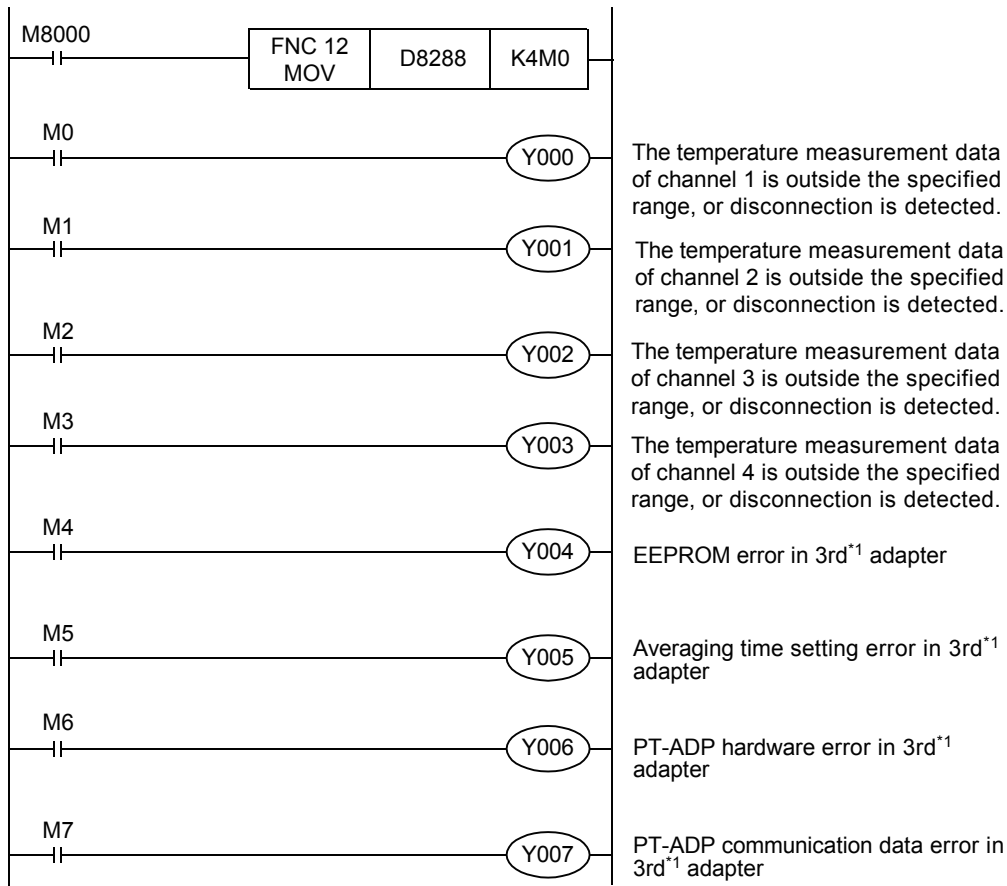 M8000
FNC 12
MOV
D8288
K4M0
M0
Y000
The temperature measurement data
of channel 1 is outside the specified
range, or disconnection is detected.
M1
Y001
The temperature measurement data
of channel 2 is outside the specified
range, or disconnection is detected.
M2
Y002
The temperature measurement data
of channel 3 is outside the specified
range, or disconnection is detected.
M3
Y003
The temperature measurement data
of channel 4 is outside the specified
range, or disconnection is detected.
M4
Y004
EEPROM error in 3rd*1 adapter
M5
Y005
Averaging time setting error in 3rd*1
adapter
M6
Y006
PT-ADP hardware error in 3rd*1
adapter
M7
Y007
PT-ADP communication data error in
3rd*1 adapter